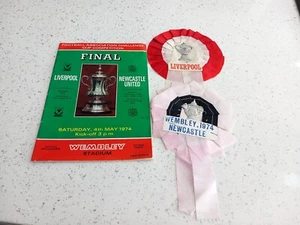 FOOTBALL ASSOCIATION CHALLENGE
CUP COMPETITION
FINAL
LIVERPOOL
NEWCASTLE
UNITED
SATURDAY, 4th MAY 1974
Kick-off 3 p.m
WEMBLEY
STADIUM
LIVERPOOL
WEMBLEY, 1974
NEWCASTLE